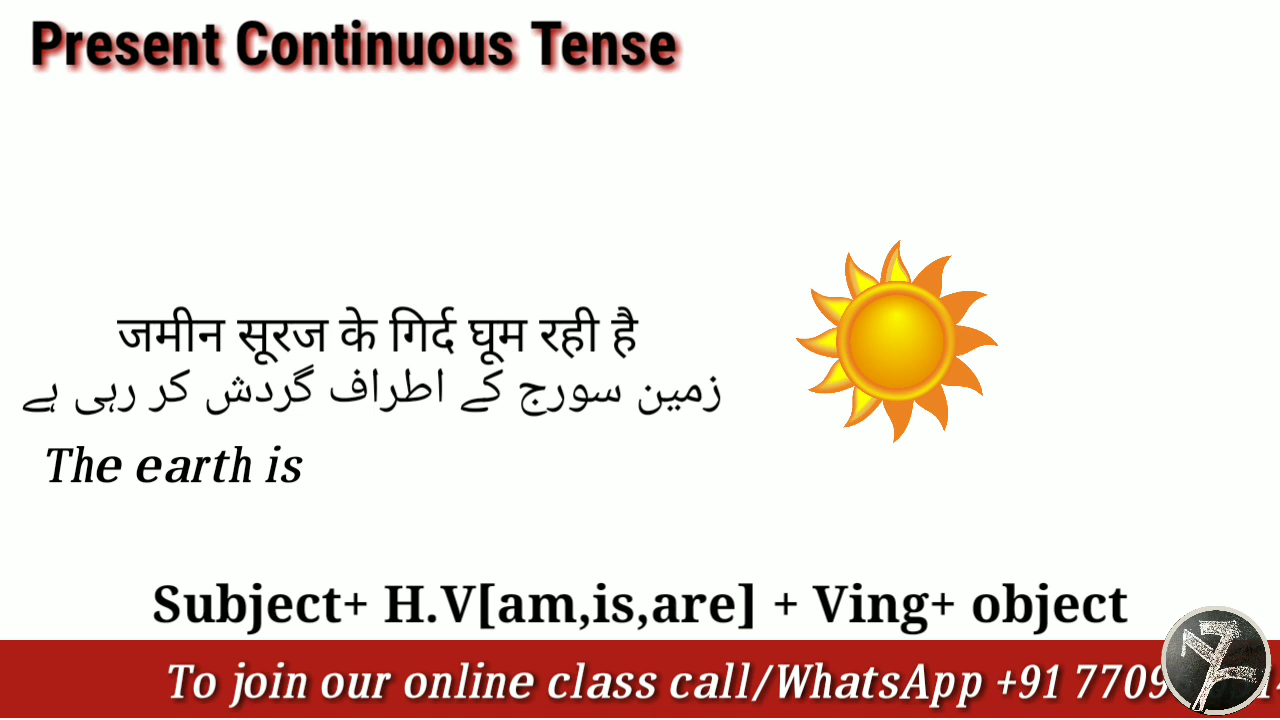 Present Continuous Tense
जमीन सूरज के गिर्द घूम रही है
زمین سورج کے اطراف گردش کر رہی ہے
The earth is
Subject+ H.V[am,is,are] + Ving+ object
To join our online class call/WhatsApp +91 7709